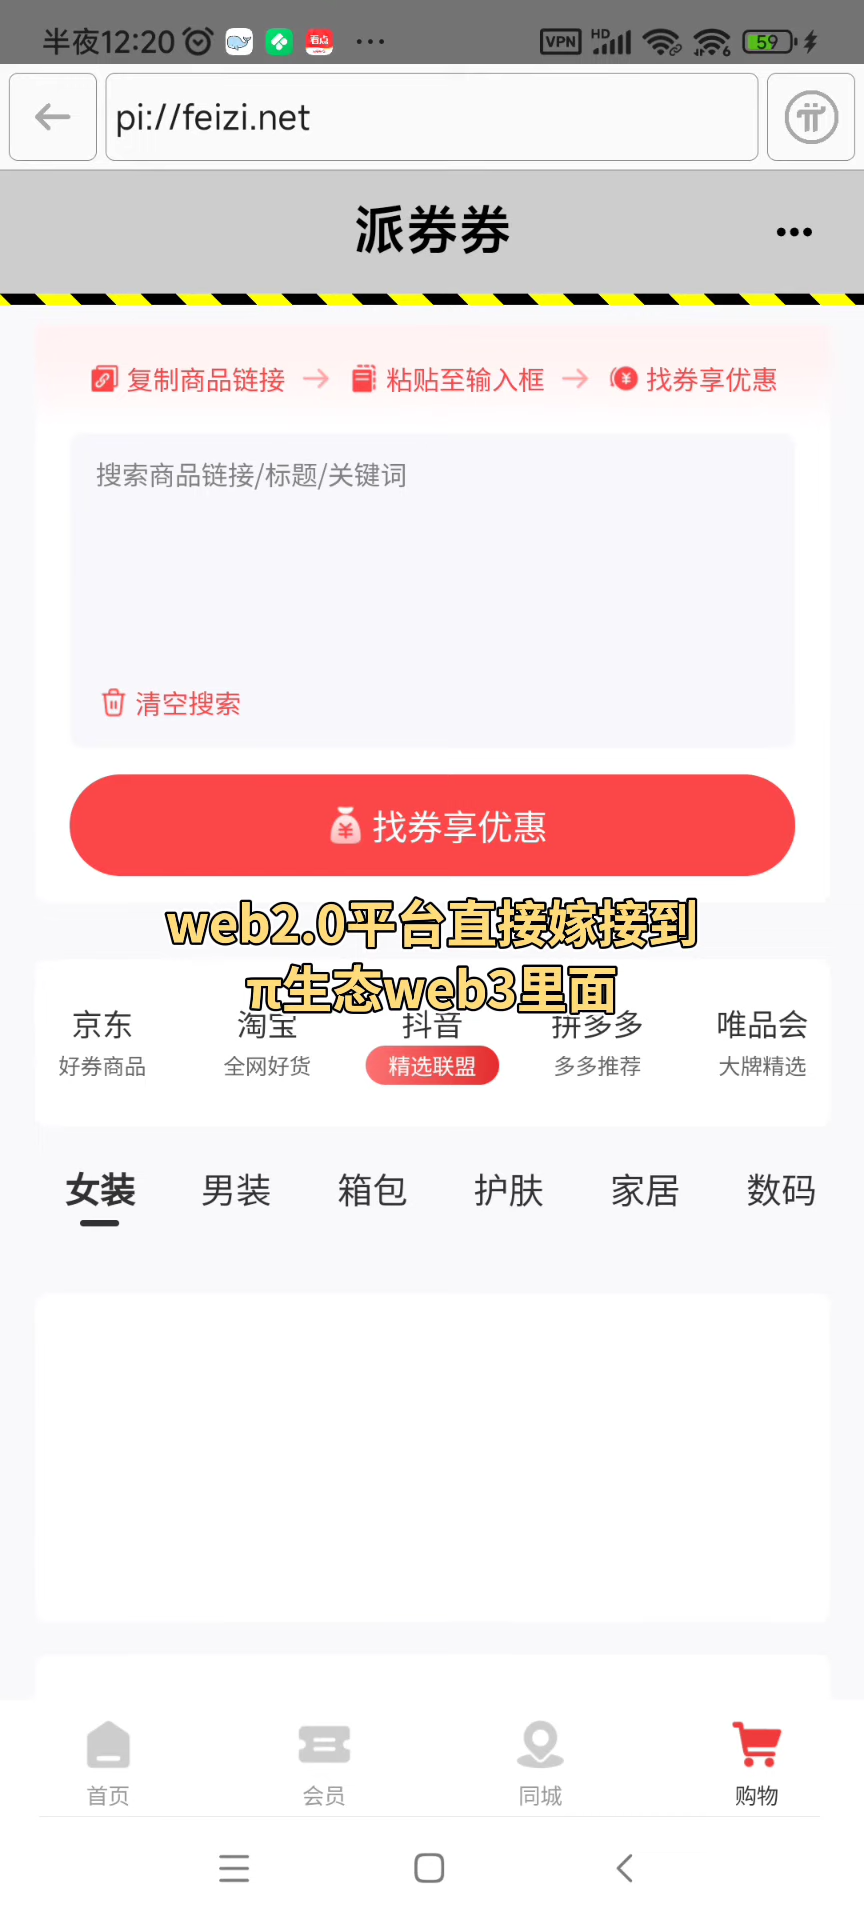 半夜12:20
VPN HD 6 59
pi://feizi.net
派券券
复制商品链接 → 粘贴至输入框 → 找券享优惠
搜索商品链接/标题/关键词
清空搜索
找券享优惠
web2.0平台直接嫁接到
π生态web3里面
京东 淘宝 抖音 拼多多 唯品会
好券商品 全网好货 精选联盟 多多推荐 大牌精选
女装 男装 箱包 护肤 家居 数码
首页 会员 同城 购物